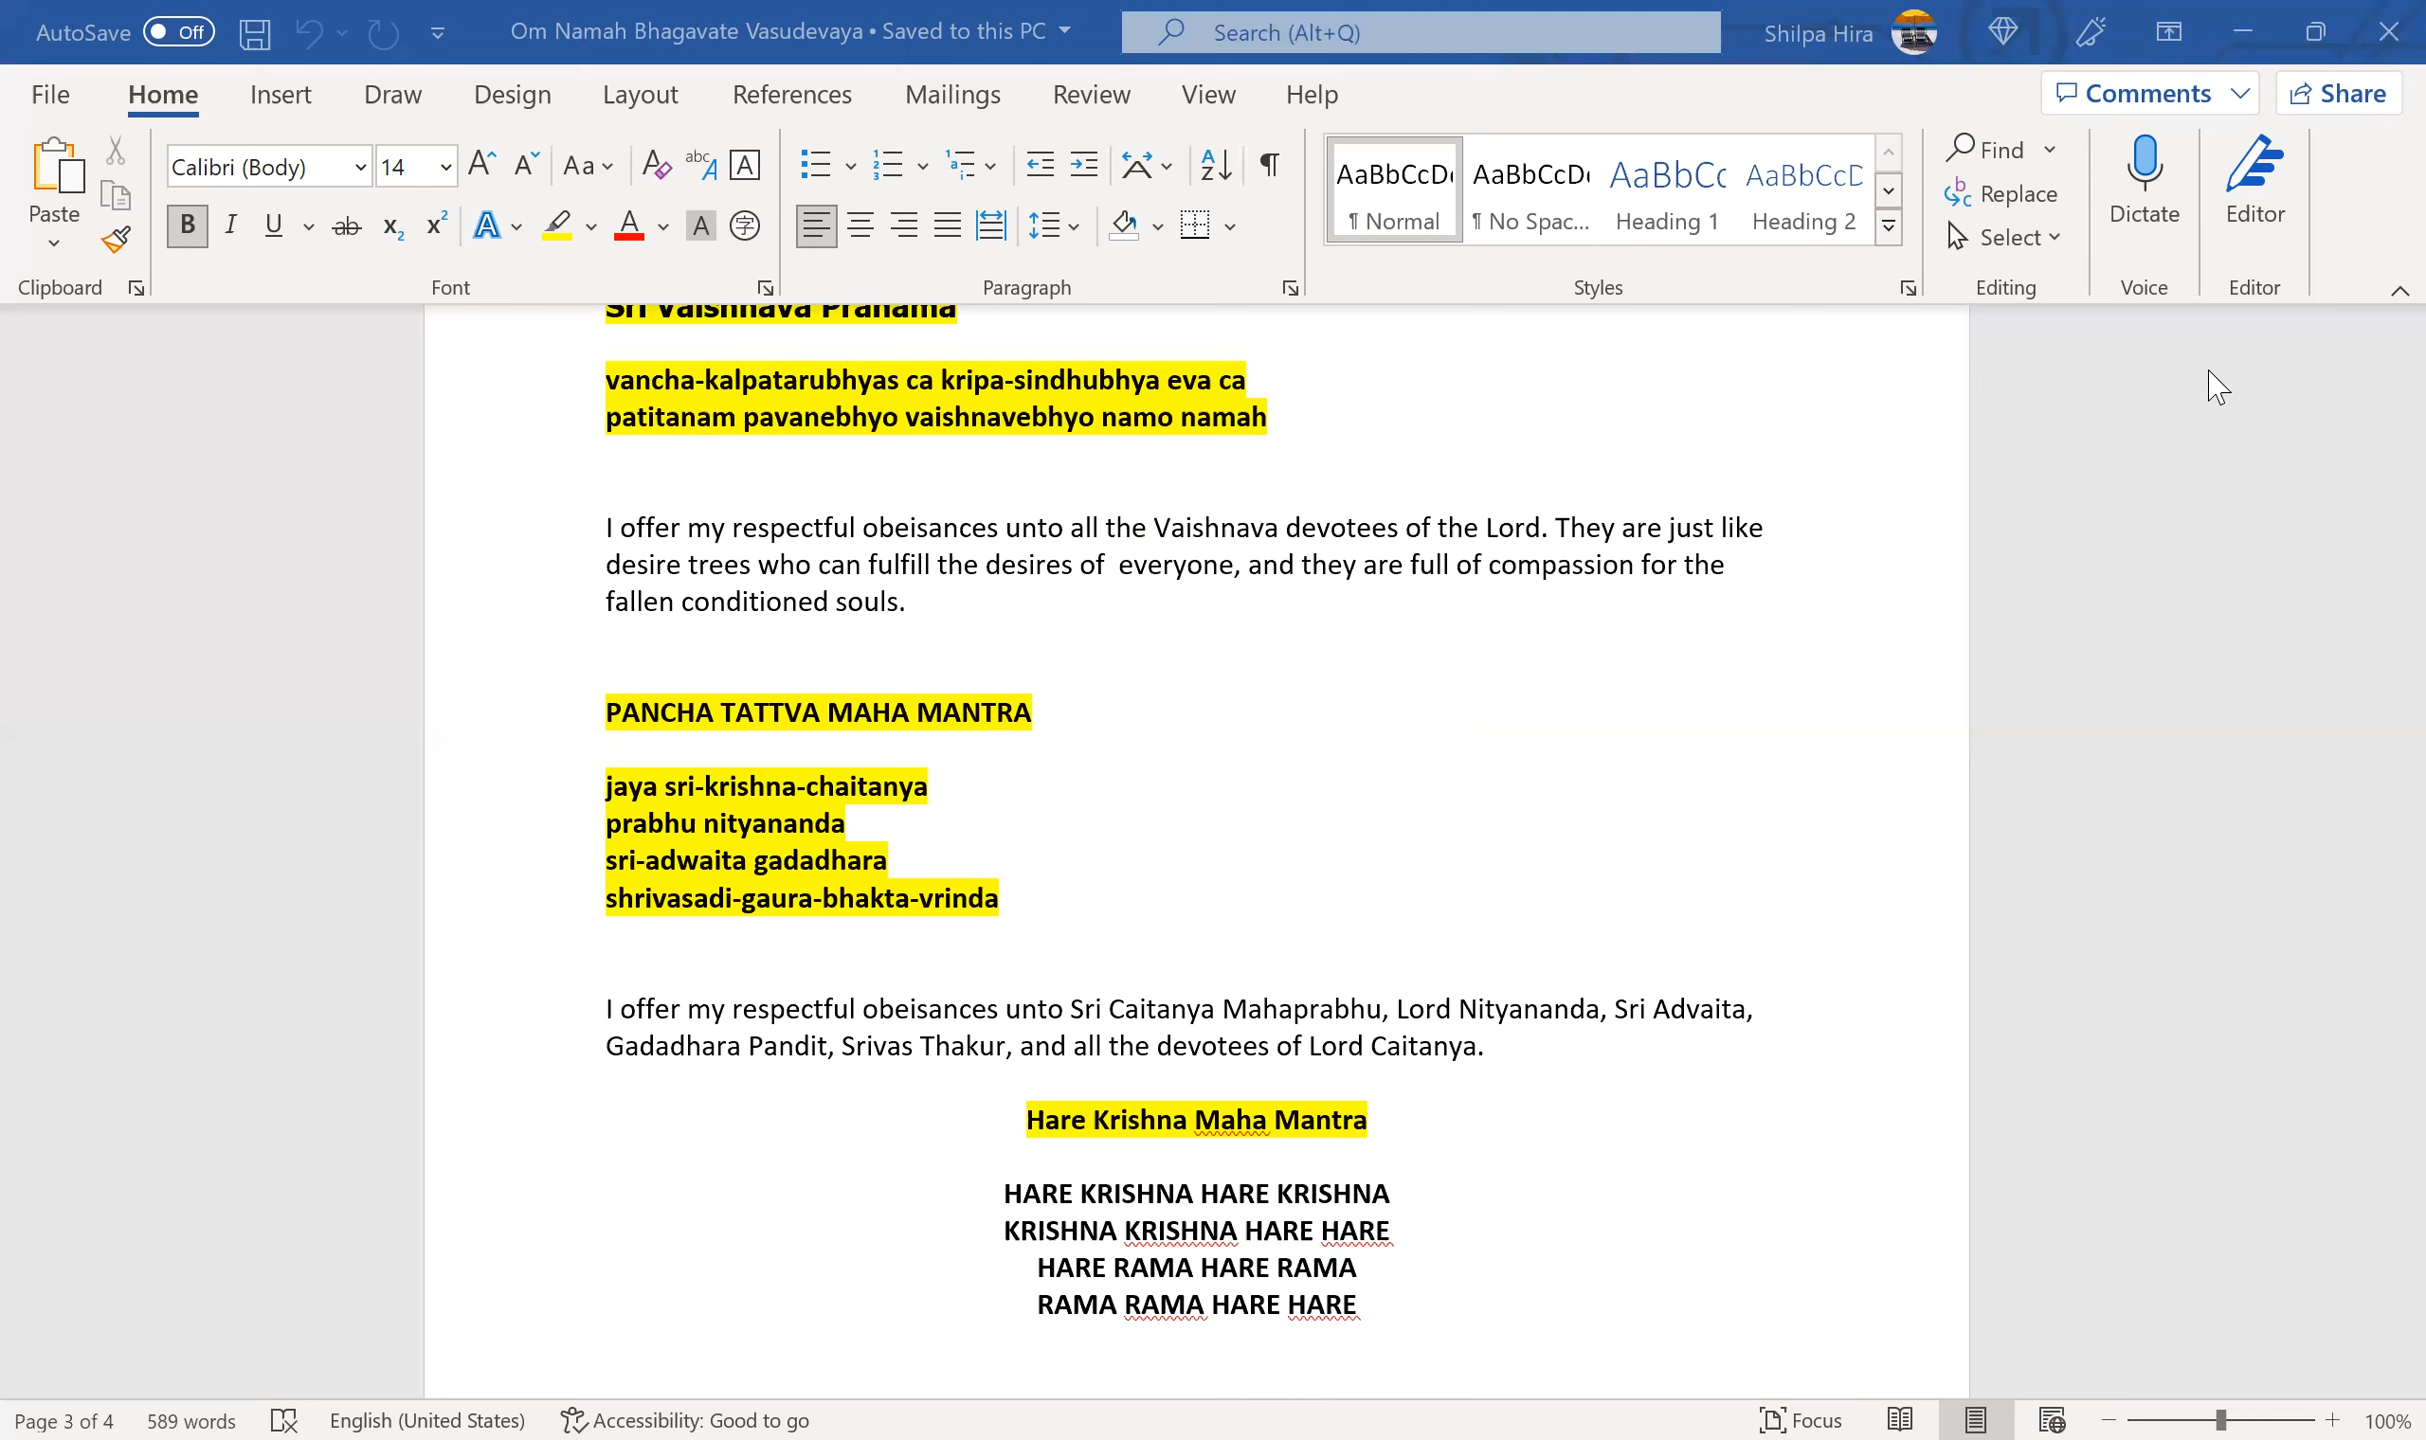 AutoSave Off Om Namah Bhagavate Vasudevaya • Saved to this PC Search (Alt+Q) Shilpa Hira
File Home Insert Draw Design Layout References Mailings Review View Help Comments Share
Paste
Calibri (Body) 14 Aa
AaBbCcD AaBbCcD AaBbCc AaBbCcD
¶ Normal ¶ No Spac... Heading 1 Heading 2
Find
Replace
Select
Dictate
Editor
Clipboard Font Paragraph Styles Editing Voice Editor
Sri Vaishnava Pranama
vancha-kalpatarubhyas ca kripa-sindhubhya eva ca
patitanam pavanebhyo vaishnavebhyo namo namah
I offer my respectful obeisances unto all the Vaishnava devotees of the Lord. They are just like
desire trees who can fulfill the desires of  everyone, and they are full of compassion for the
fallen conditioned souls.
PANCHA TATTVA MAHA MANTRA
jaya sri-krishna-chaitanya
prabhu nityananda
sri-adwaita gadadhara
shrivasadi-gaura-bhakta-vrinda
I offer my respectful obeisances unto Sri Caitanya Mahaprabhu, Lord Nityananda, Sri Advaita,
Gadadhara Pandit, Srivas Thakur, and all the devotees of Lord Caitanya.
Hare Krishna Maha Mantra
HARE KRISHNA HARE KRISHNA
KRISHNA KRISHNA HARE HARE
HARE RAMA HARE RAMA
RAMA RAMA HARE HARE
Page 3 of 4 589 words English (United States) Accessibility: Good to go Focus 100%